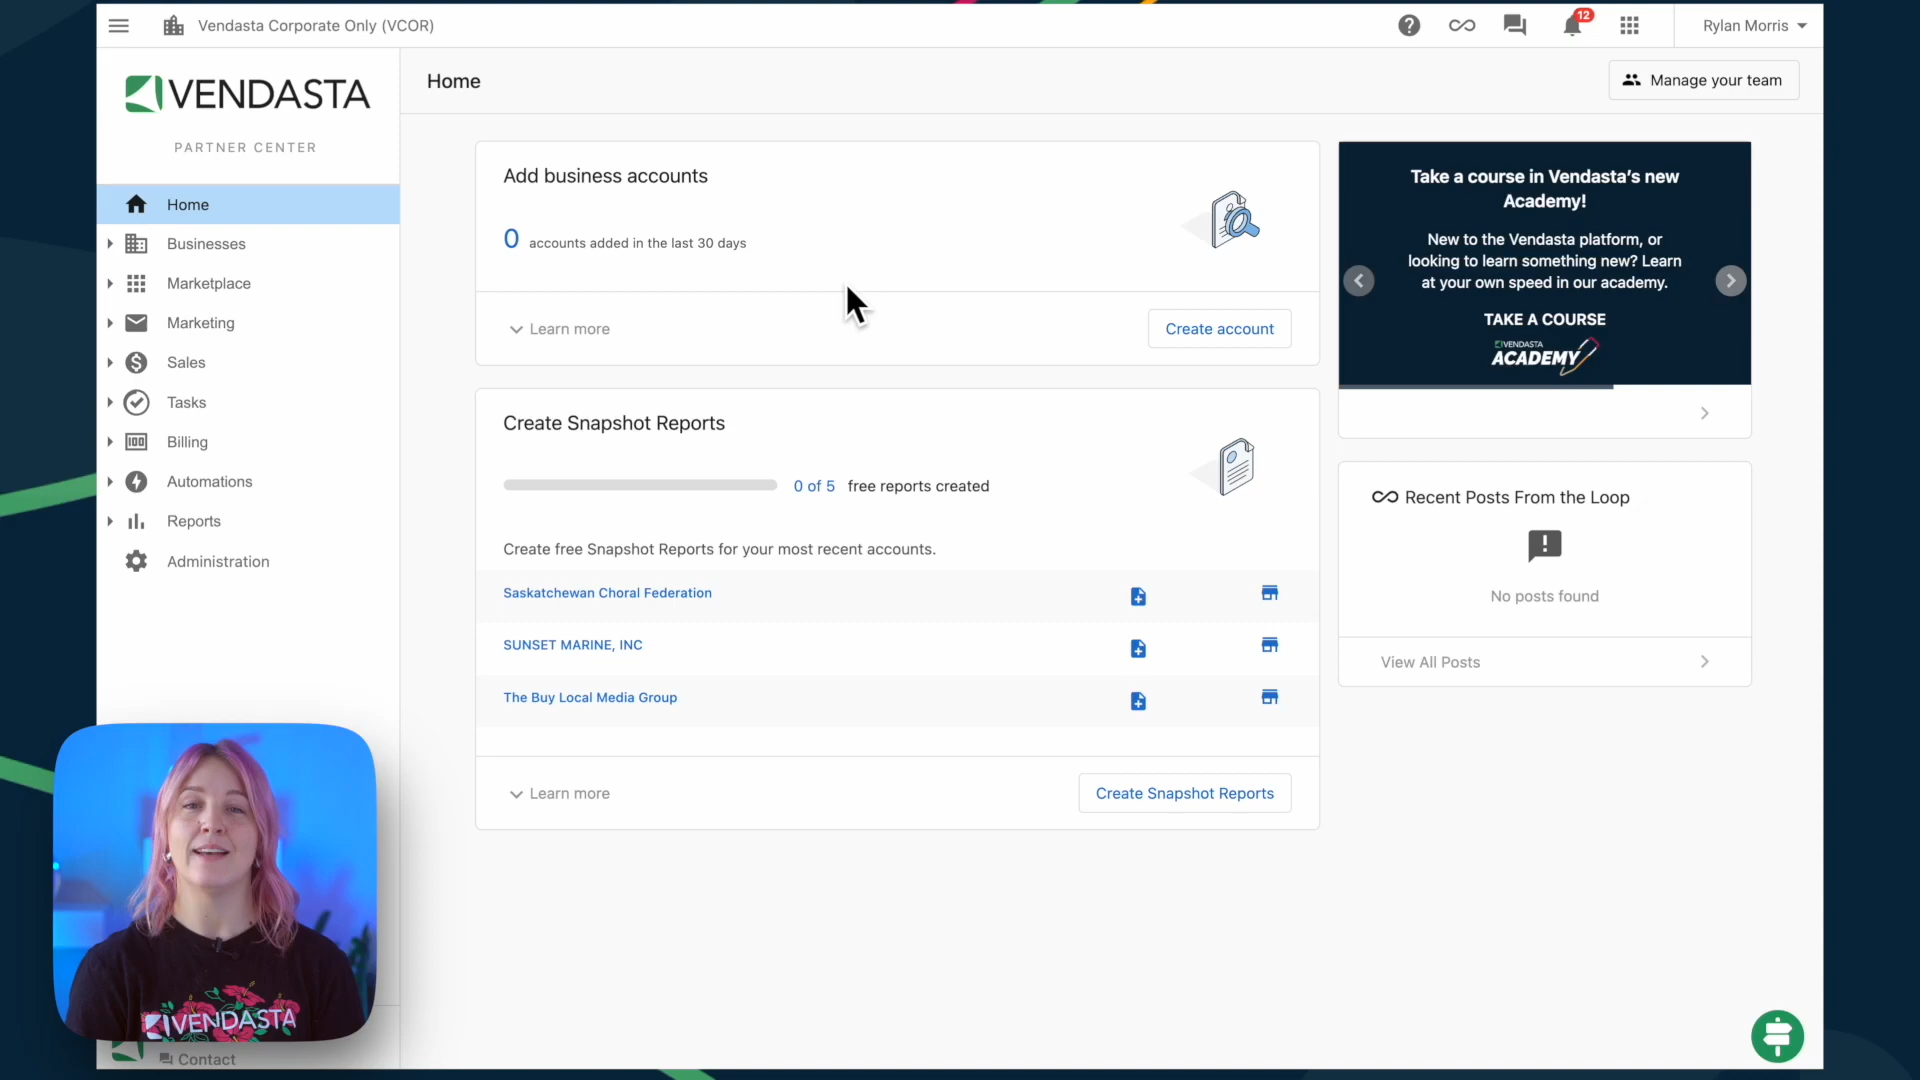 Vendasta Corporate Only (VCOR)
12
Rylan Morris
VENDASTA
PARTNER CENTER
Home
Businesses
Marketplace
Marketing
Sales
Tasks
Billing
Automations
Reports
Administration
Contact
Home
Manage your team
Add business accounts
0 accounts added in the last 30 days
Learn more
Create account
Create Snapshot Reports
0 of 5 free reports created
Create free Snapshot Reports for your most recent accounts.
Saskatchewan Choral Federation
SUNSET MARINE, INC
The Buy Local Media Group
Learn more
Create Snapshot Reports
Take a course in Vendasta's new
Academy!
New to the Vendasta platform, or
looking to learn something new? Learn
at your own speed in our academy.
TAKE A COURSE
VENDASTA
ACADEMY
Recent Posts From the Loop
No posts found
View All Posts
VENDASTA